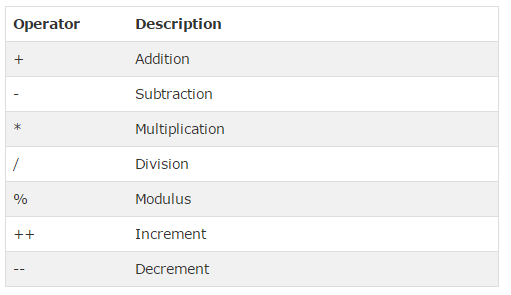 Operator Description
+ Addition
- Subtraction
* Multiplication
/ Division
% Modulus
++ Increment
-- Decrement